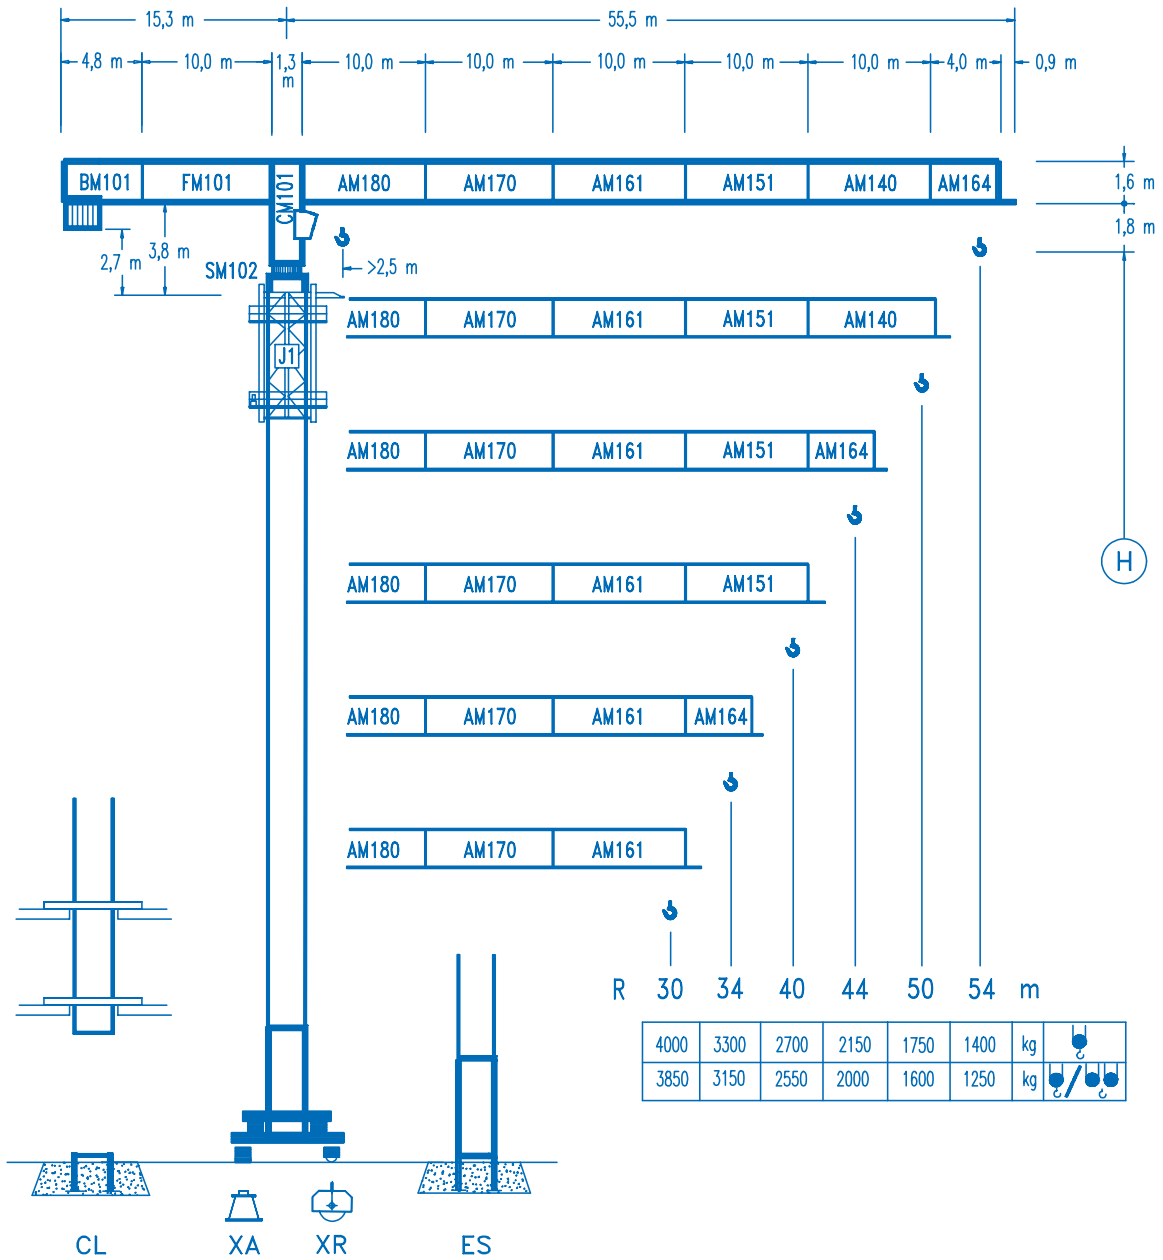 15,3 m 55,5 m
4,8 m 10,0 m 1,3 m 10,0 m 10,0 m 10,0 m 10,0 m 10,0 m 4,0 m 0,9 m
BM101 FM101 CM101 AM180 AM170 AM161 AM151 AM140 AM164 1,6 m
1,8 m
2,7 m 3,8 m SM102 >2,5 m
AM180 AM170 AM161 AM151 AM140
J1
AM180 AM170 AM161 AM151 AM164
H
AM180 AM170 AM161 AM151
AM180 AM170 AM161 AM164
AM180 AM170 AM161
R 30 34 40 44 50 54 m
4000 3300 2700 2150 1750 1400 kg
3850 3150 2550 2000 1600 1250 kg
CL XA XR ES